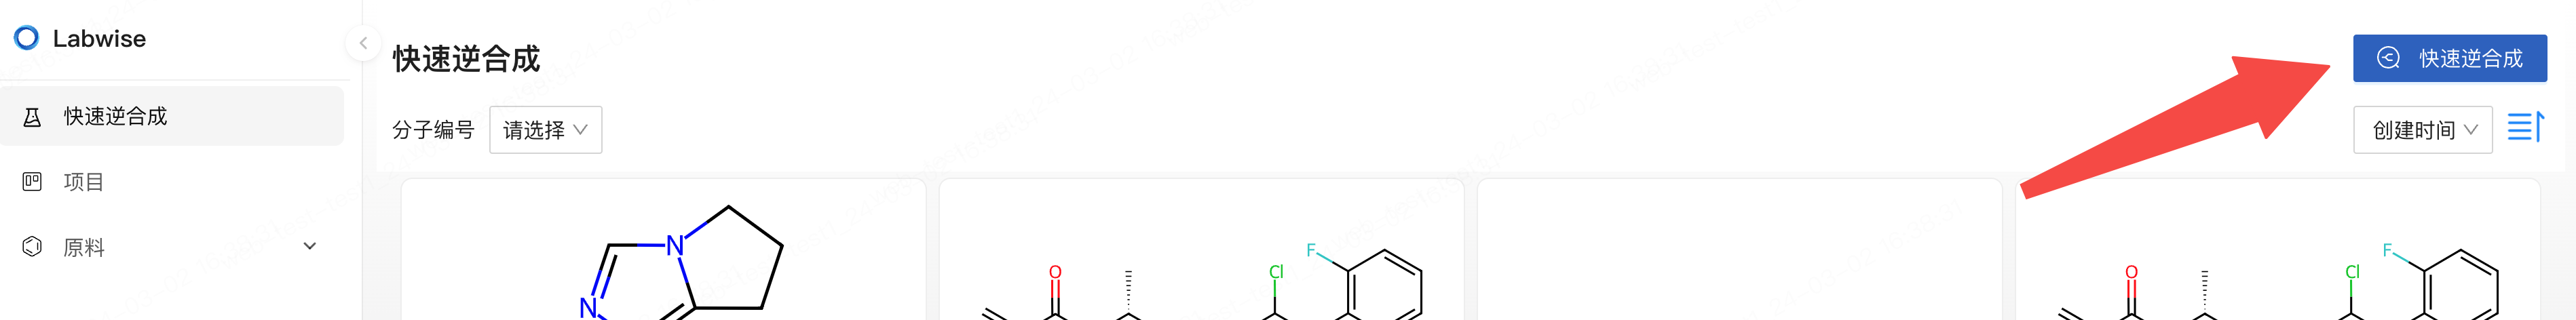 Labwise
快速逆合成
项目
原料
快速逆合成
快速逆合成
分子编号 请选择
创建时间
N
N
O
Cl
F
O
Cl
F